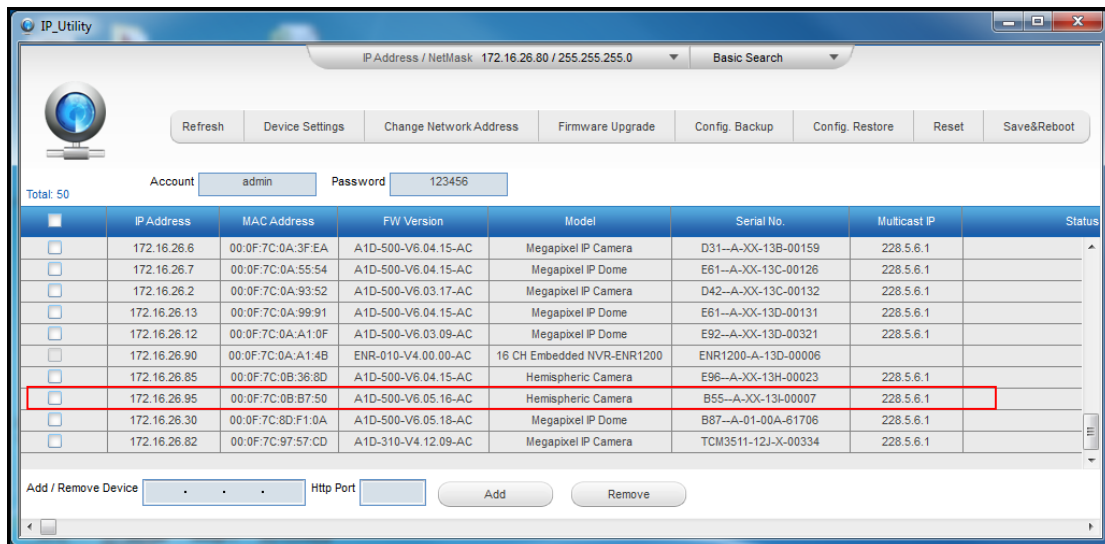 IP_Utility
IP Address / NetMask 172.16.26.80 / 255.255.255.0 Basic Search
Refresh Device Settings Change Network Address Firmware Upgrade Config. Backup Config. Restore Reset Save&Reboot
Account admin Password 123456
Total: 50
IP Address MAC Address FW Version Model Serial No. Multicast IP Status
172.16.26.6 00:0F:7C:0A:3F:EA A1D-500-V6.04.15-AC Megapixel IP Camera D31--A-XX-13B-00159 228.5.6.1
172.16.26.7 00:0F:7C:0A:55:54 A1D-500-V6.04.15-AC Megapixel IP Dome E61--A-XX-13C-00126 228.5.6.1
172.16.26.2 00:0F:7C:0A:93:52 A1D-500-V6.03.17-AC Megapixel IP Camera D42--A-XX-13C-00132 228.5.6.1
172.16.26.13 00:0F:7C:0A:99:91 A1D-500-V6.04.15-AC Megapixel IP Dome E61--A-XX-13D-00131 228.5.6.1
172.16.26.12 00:0F:7C:0A:A1:0F A1D-500-V6.03.09-AC Megapixel IP Dome E92--A-XX-13D-00321 228.5.6.1
172.16.26.90 00:0F:7C:0A:A1:4B ENR-010-V4.00.00-AC 16 CH Embedded NVR-ENR1200 ENR1200-A-13D-00006
172.16.26.85 00:0F:7C:0B:36:8D A1D-500-V6.04.15-AC Hemispheric Camera E96--A-XX-13H-00023 228.5.6.1
172.16.26.95 00:0F:7C:0B:B7:50 A1D-500-V6.05.16-AC Hemispheric Camera B55--A-XX-13I-00007 228.5.6.1
172.16.26.30 00:0F:7C:8D:F1:0A A1D-500-V6.05.18-AC Megapixel IP Dome B87--A-01-00A-61706 228.5.6.1
172.16.26.82 00:0F:7C:97:57:CD A1D-310-V4.12.09-AC Megapixel IP Camera TCM3511-12J-X-00334 228.5.6.1
Add / Remove Device . . . Http Port Add Remove